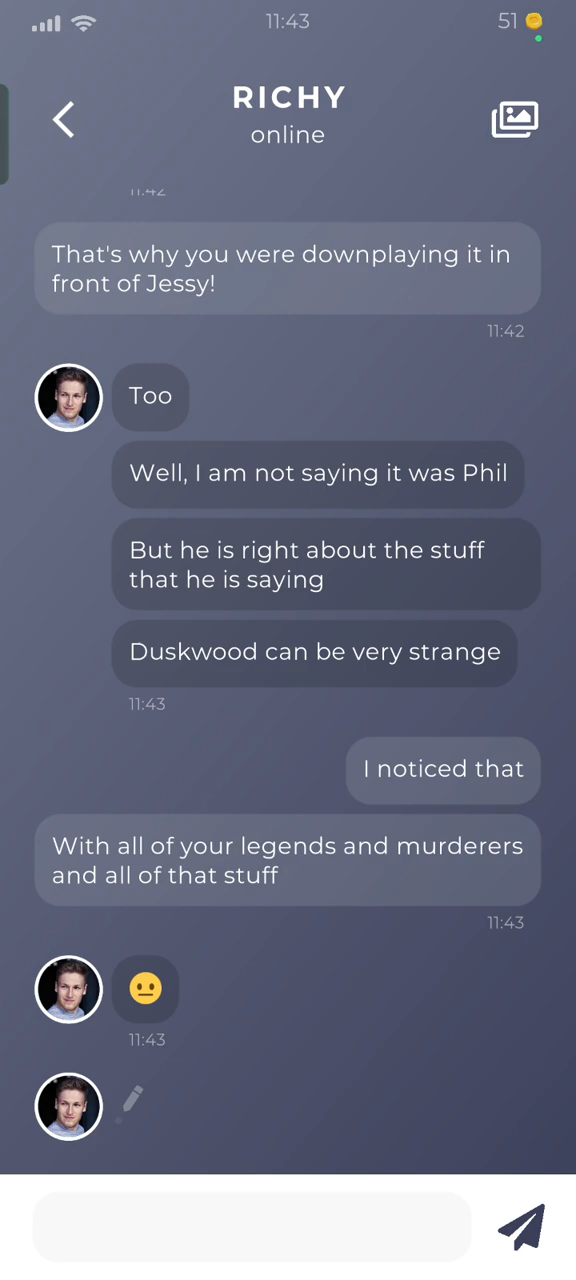 11:43
51
RICHY
online
11:42
That's why you were downplaying it in
front of Jessy!
11:42
Too
Well, I am not saying it was Phil
But he is right about the stuff
that he is saying
Duskwood can be very strange
11:43
I noticed that
With all of your legends and murderers
and all of that stuff
11:43
😐
11:43